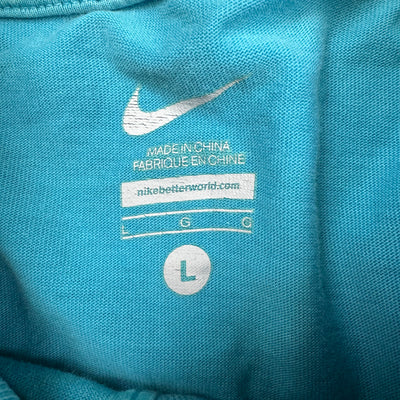 MADE IN CHINA
FABRIQUE EN CHINE
nikebetterworld.com
L G G
L